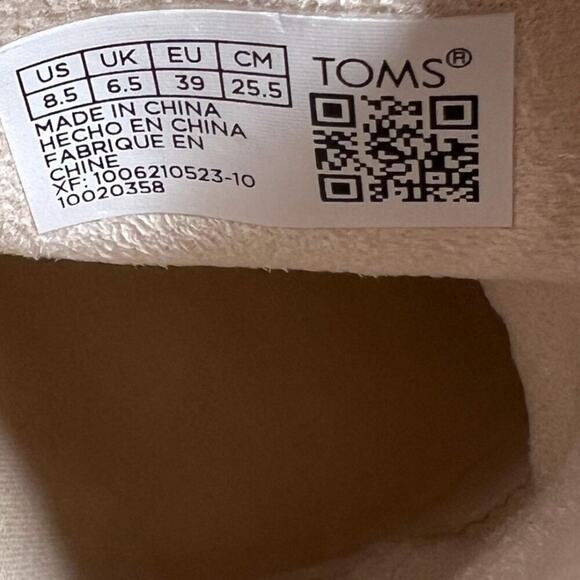 US UK EU CM
8.5 6.5 39 25.5
MADE IN CHINA
HECHO EN CHINA
FABRIQUE EN
CHINE
XF: 1006210523-10
10020358
TOMS®